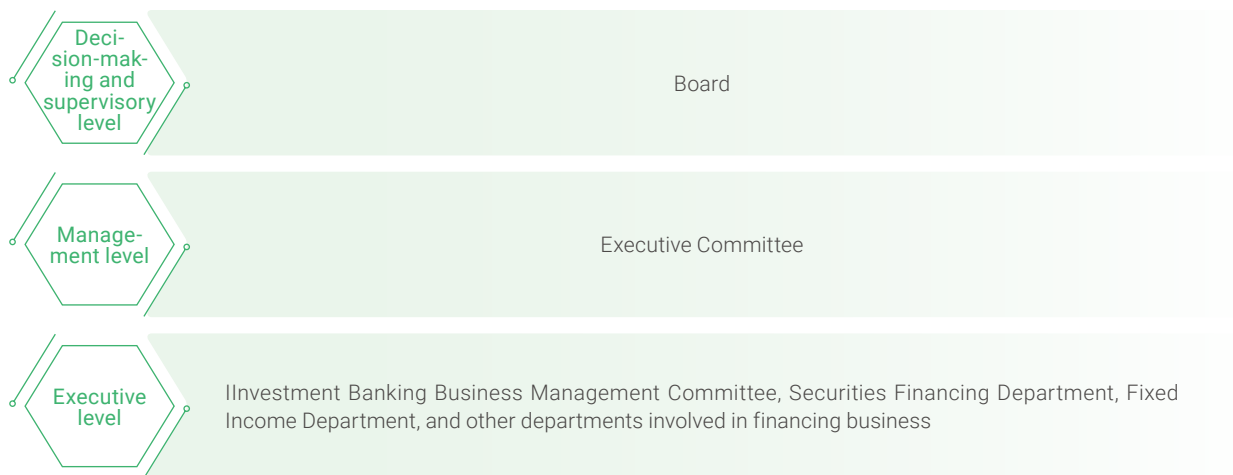 Deci-
sion-mak-
ing and
supervisory
level
Board
Manage-
ment level
Executive Committee
Executive
level
IInvestment Banking Business Management Committee, Securities Financing Department, Fixed
Income Department, and other departments involved in financing business